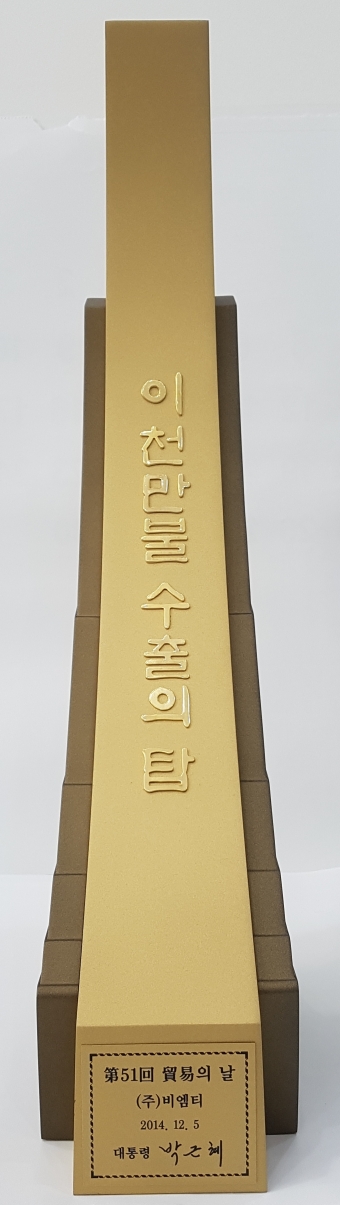 이천만불 수출의 탑
第51回 貿易의 날
(주)비엠티
2014. 12. 5
대통령 박근혜